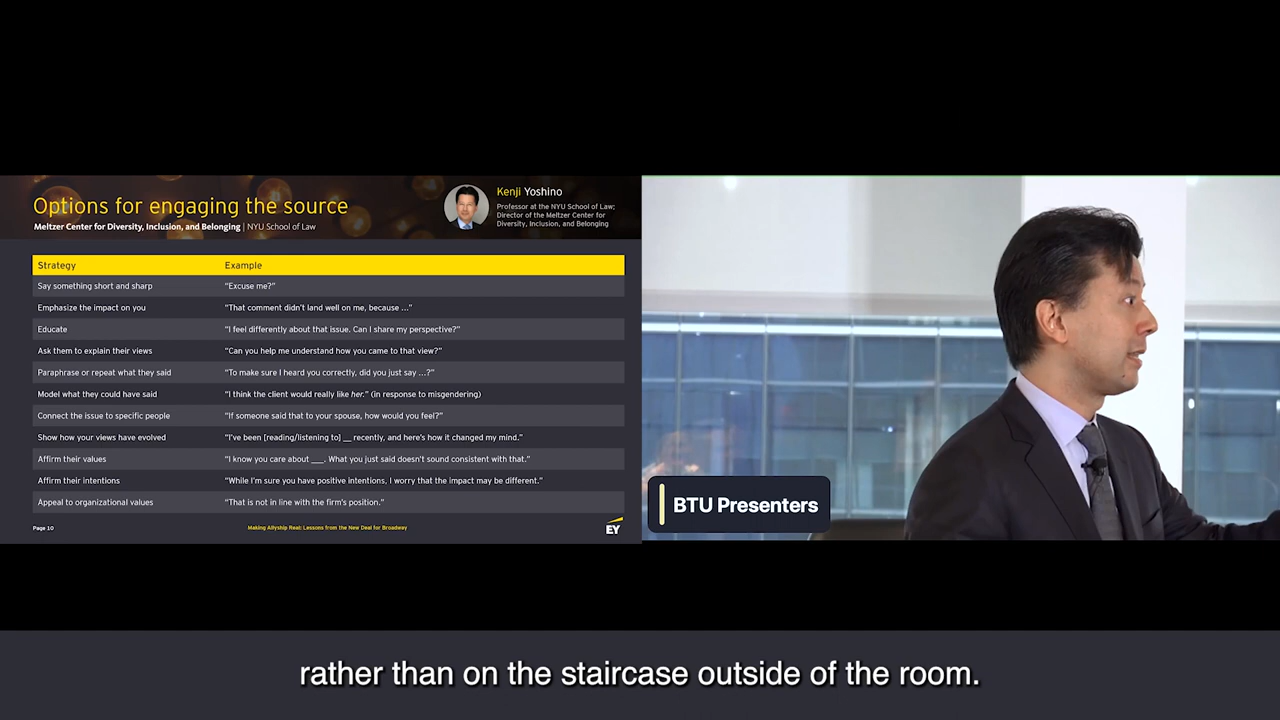 Options for engaging the source
Meltzer Center for Diversity, Inclusion, and Belonging | NYU School of Law
Kenji Yoshino
Professor at the NYU School of Law;
Director of the Meltzer Center for
Diversity, Inclusion, and Belonging
Strategy Example
Say something short and sharp "Excuse me?"
Emphasize the impact on you "That comment didn't land well on me, because ..."
Educate "I feel differently about that issue. Can I share my perspective?"
Ask them to explain their views "Can you help me understand how you came to that view?"
Paraphrase or repeat what they said "To make sure I heard you correctly, did you just say ...?"
Model what they could have said "I think the client would really like her." (in response to misgendering)
Connect the issue to specific people "If someone said that to your spouse, how would you feel?"
Show how your views have evolved "I've been [reading/listening to] __ recently, and here's how it changed my mind."
Affirm their values "I know you care about ___. What you just said doesn't sound consistent with that."
Affirm their intentions "While I'm sure you have positive intentions, I worry that the impact may be different."
Appeal to organizational values "That is not in line with the firm's position."
Page 10 Making Allyship Real: Lessons from the New Deal for Broadway EY
BTU Presenters
rather than on the staircase outside of the room.